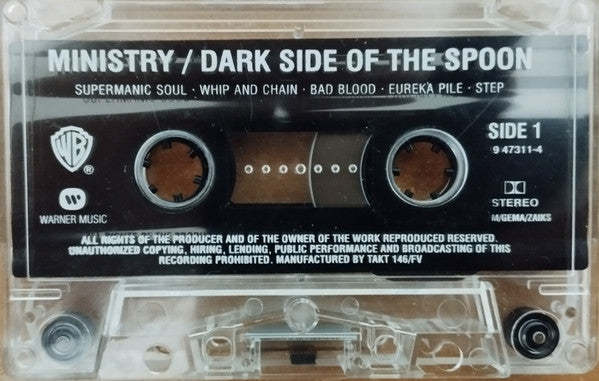 MINISTRY / DARK SIDE OF THE SPOON
SUPERMANIC SOUL · WHIP AND CHAIN · BAD BLOOD · EUREKA PILE · STEP
WB
®
SIDE 1
9 47311-4
WARNER MUSIC
STEREO
M/GEMA/ZAIKS
ALL RIGHTS OF THE PRODUCER AND OF THE OWNER OF THE WORK REPRODUCED RESERVED.
UNAUTHORIZED COPYING, HIRING, LENDING, PUBLIC PERFORMANCE AND BROADCASTING OF THIS
RECORDING PROHIBITED. MANUFACTURED BY TAKT 146/FV